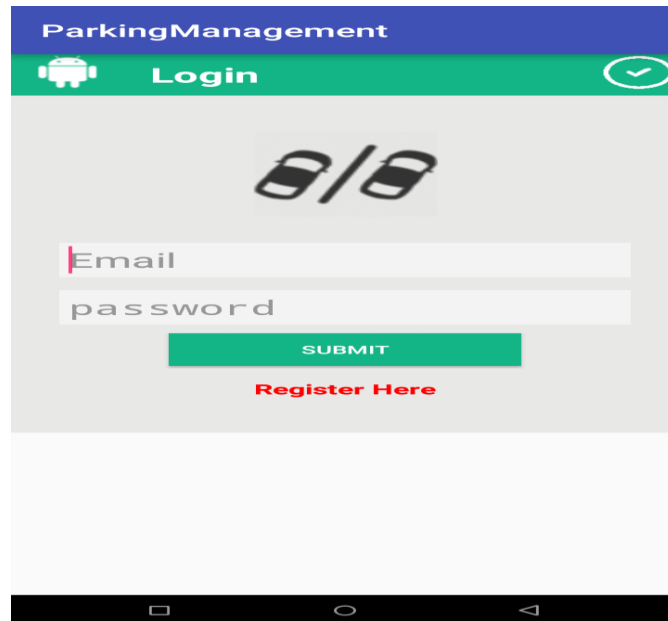 ParkingManagement
Login
Email
password
SUBMIT
Register Here